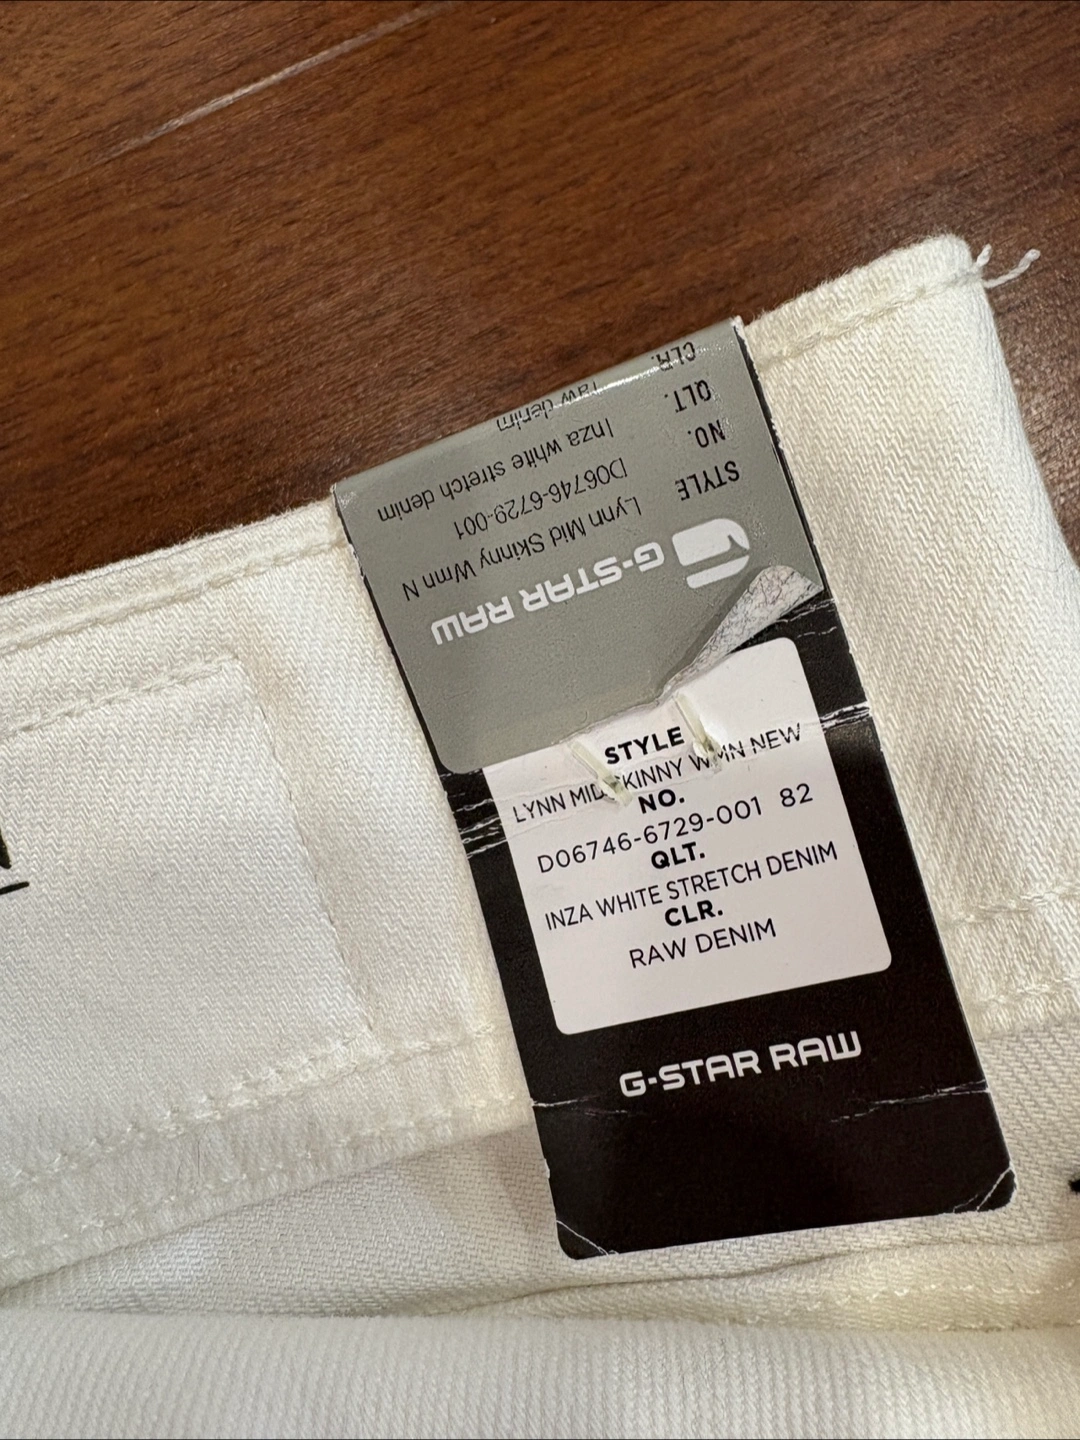 CLR.
raw denim
QLT.
Inza white stretch denim
NO.
D06746-6729-001
STYLE
Lynn Mid Skinny Wmn N
G-STAR RAW
STYLE
LYNN MID SKINNY WMN NEW
NO.
D06746-6729-001 82
QLT.
INZA WHITE STRETCH DENIM
CLR.
RAW DENIM
G-STAR RAW